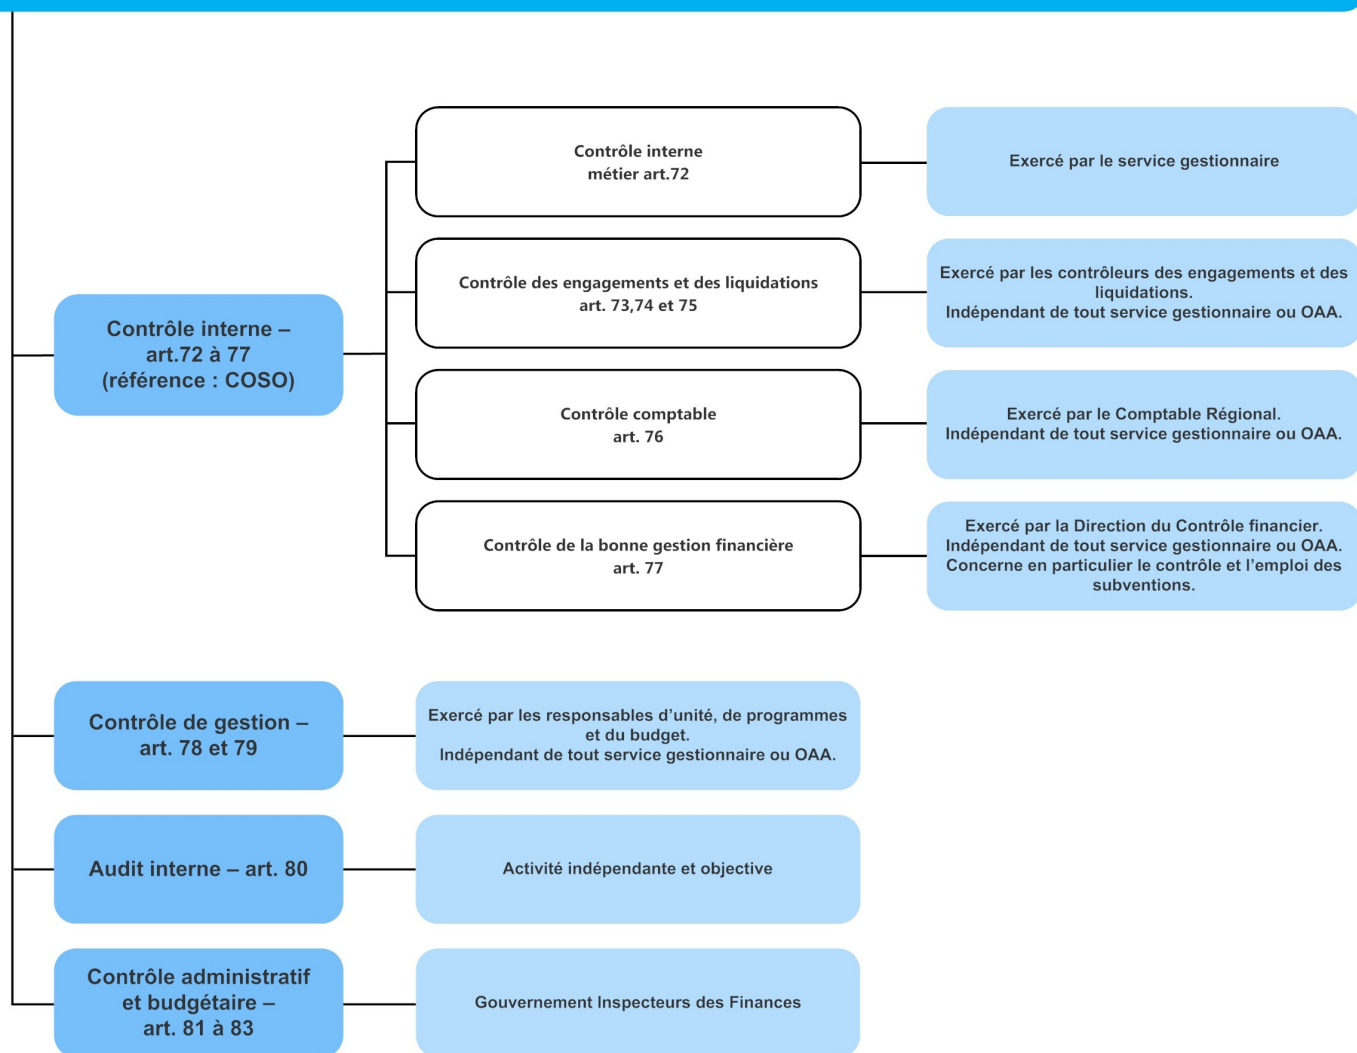 Contrôle interne
métier art.72
Exercé par le service gestionnaire
Contrôle des engagements et des liquidations
art. 73,74 et 75
Exercé par les contrôleurs des engagements et des
liquidations.
Indépendant de tout service gestionnaire ou OAA.
Contrôle interne –
art.72 à 77
(référence : COSO)
Contrôle comptable
art. 76
Exercé par le Comptable Régional.
Indépendant de tout service gestionnaire ou OAA.
Contrôle de la bonne gestion financière
art. 77
Exercé par la Direction du Contrôle financier.
Indépendant de tout service gestionnaire ou OAA.
Concerne en particulier le contrôle et l’emploi des
subventions.
Contrôle de gestion –
art. 78 et 79
Exercé par les responsables d’unité, de programmes
et du budget.
Indépendant de tout service gestionnaire ou OAA.
Audit interne – art. 80
Activité indépendante et objective
Contrôle administratif
et budgétaire –
art. 81 à 83
Gouvernement Inspecteurs des Finances